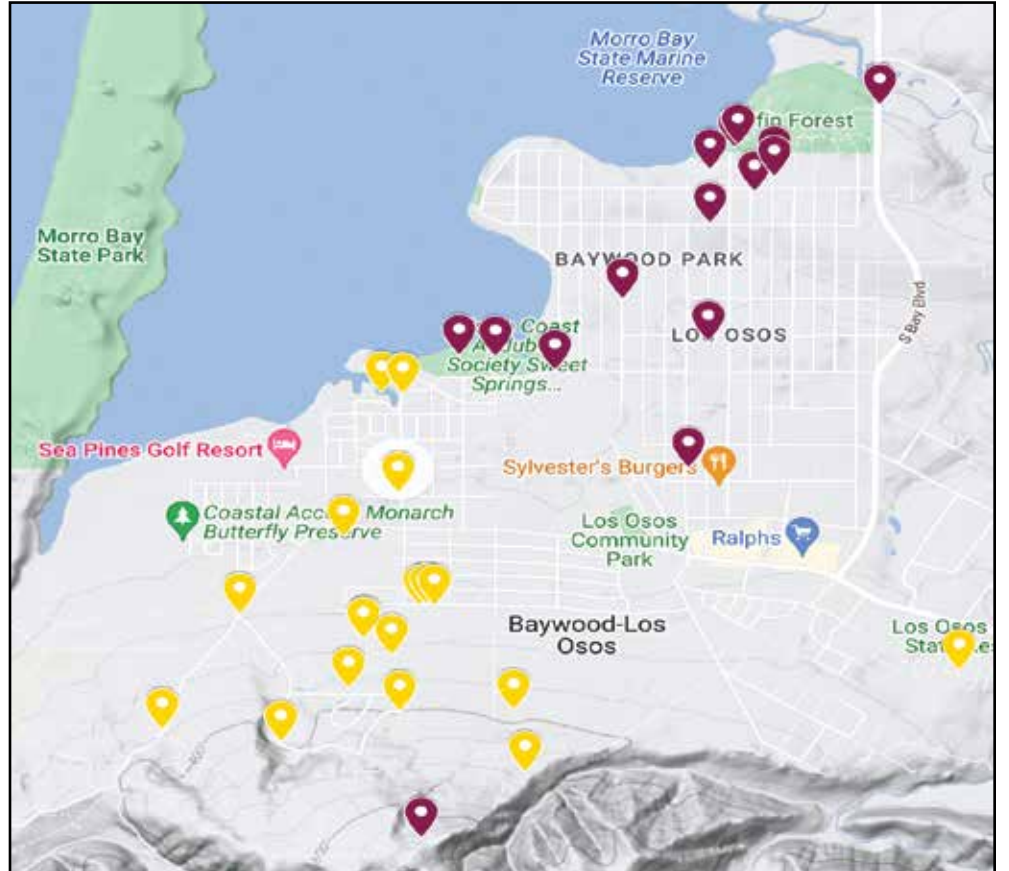 Morro Bay
State Marine
Reserve
fin Forest
Morro Bay
State Park
BAYWOOD PARK
S Bay Blvd
LOS OSOS
Coast
Society Sweet
Springs...
Sea Pines Golf Resort
Sylvester's Burgers
Coastal Monarch
Butterfly Preserve
Los Osos
Community
Park
Ralphs
Baywood-Los
Osos
Los Osos
400